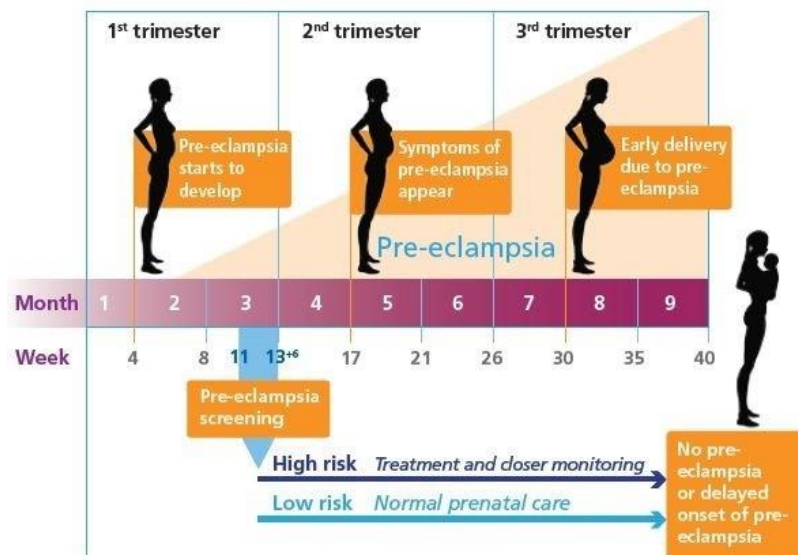 1st trimester
2nd trimester
3rd trimester
Pre-eclampsia
starts to
develop
Symptoms of
pre-eclampsia
appear
Early delivery
due to pre-
eclampsia
Pre-eclampsia
Month 1 2 3 4 5 6 7 8 9
Week 4 8 11 13+6 17 21 26 30 35 40
Pre-eclampsia
screening
High risk Treatment and closer monitoring
Low risk Normal prenatal care
No pre-
eclampsia
or delayed
onset of pre-
eclampsia